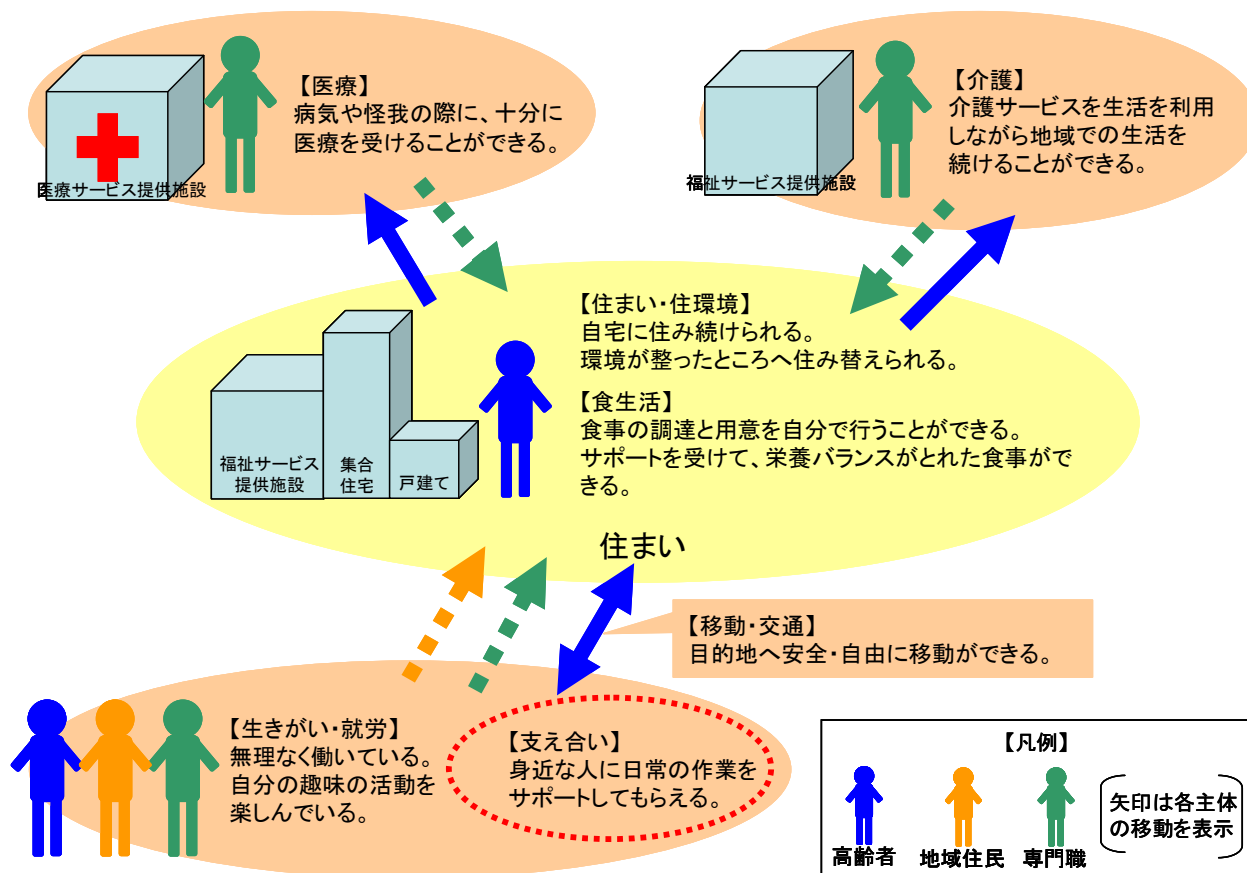 【医療】
病気や怪我の際に、十分に
医療を受けることができる。
医療サービス提供施設
【介護】
介護サービスを生活を利用
しながら地域での生活を
続けることができる。
福祉サービス提供施設
【住まい・住環境】
自宅に住み続けられる。
環境が整ったところへ住み替えられる。
【食生活】
食事の調達と用意を自分で行うことができる。
サポートを受けて、栄養バランスがとれた食事がで
きる。
福祉サービス
提供施設
集合
住宅
戸建て
住まい
【移動・交通】
目的地へ安全・自由に移動ができる。
【生きがい・就労】
無理なく働いている。
自分の趣味の活動を
楽しんでいる。
【支え合い】
身近な人に日常の作業を
サポートしてもらえる。
【凡例】
高齢者
地域住民
専門職
矢印は各主体
の移動を表示